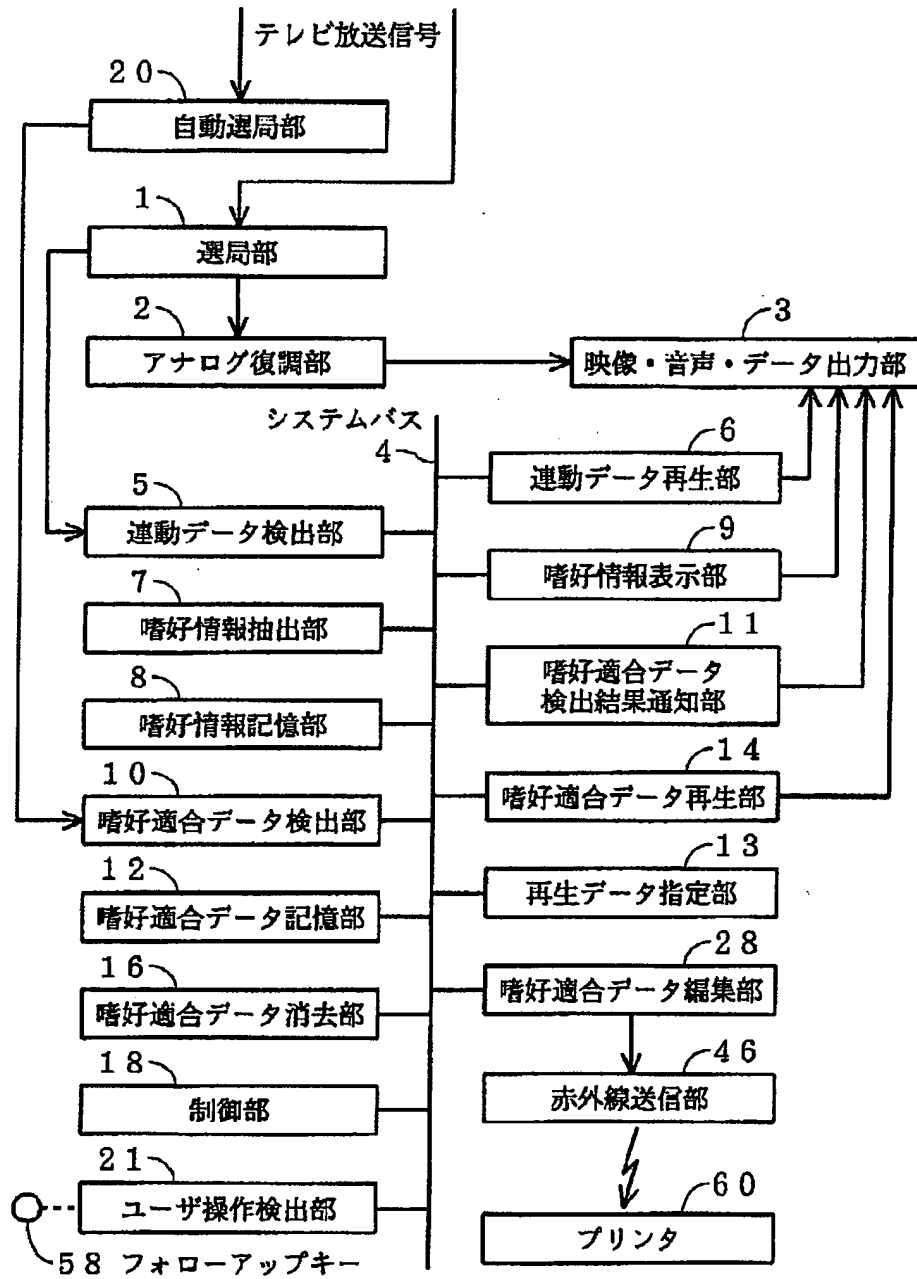 テレビ放送信号
20
自動選局部
1
選局部
2
アナログ復調部
3
映像・音声・データ出力部
システムバス
4
5
連動データ検出部
6
連動データ再生部
7
嗜好情報抽出部
9
嗜好情報表示部
8
嗜好情報記憶部
11
嗜好適合データ
検出結果通知部
10
嗜好適合データ検出部
14
嗜好適合データ再生部
12
嗜好適合データ記憶部
13
再生データ指定部
16
嗜好適合データ消去部
28
嗜好適合データ編集部
18
制御部
46
赤外線送信部
21
ユーザ操作検出部
58 フォローアップキー
60
プリンタ